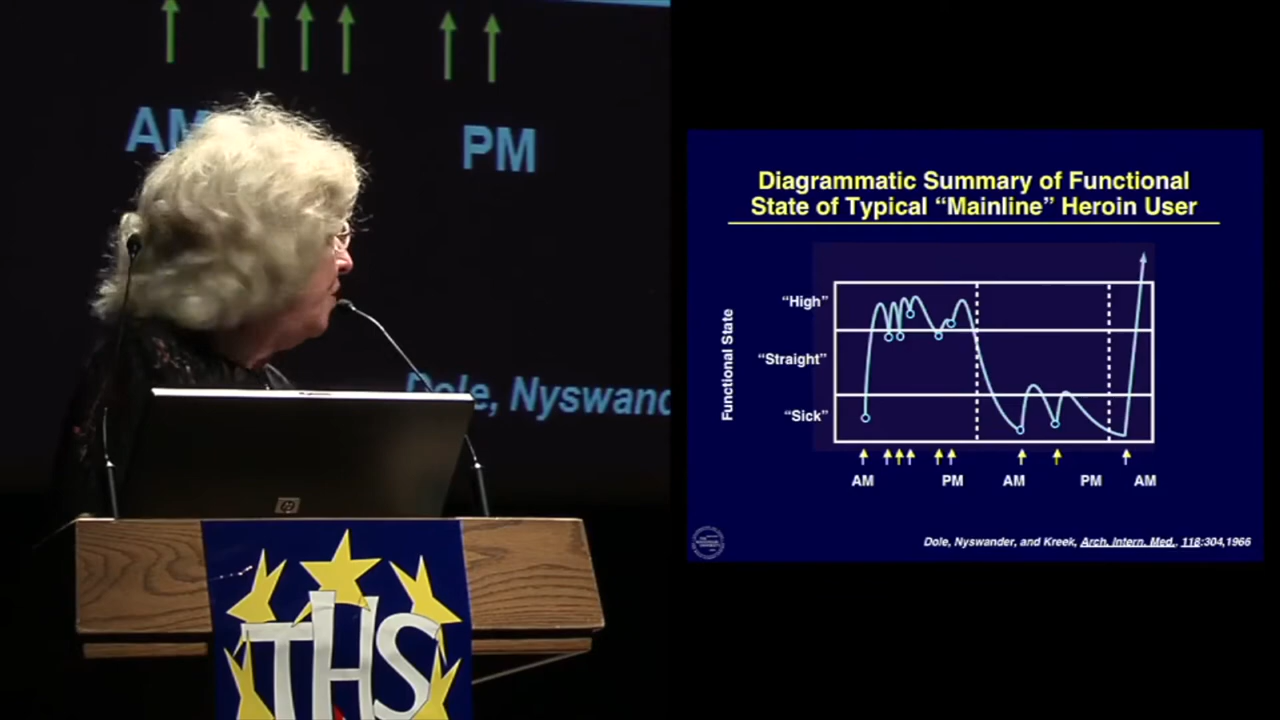 AM
PM
Dole, Nyswand
THS
Diagrammatic Summary of Functional
State of Typical “Mainline” Heroin User
Functional State
“High”
“Straight”
“Sick”
AM PM AM PM AM
Dole, Nyswander, and Kreek, Arch. Intern. Med., 118:304,1966
hp